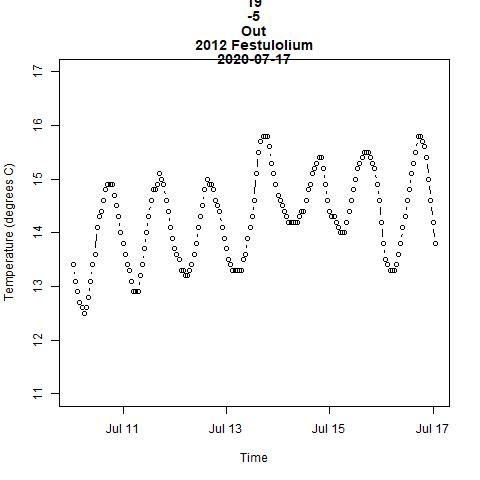 19
-5
Out
2012 Festulolium
2020-07-17
Temperature (degrees C)
17
16
15
14
13
12
11
Jul 11
Jul 13
Jul 15
Jul 17
Time